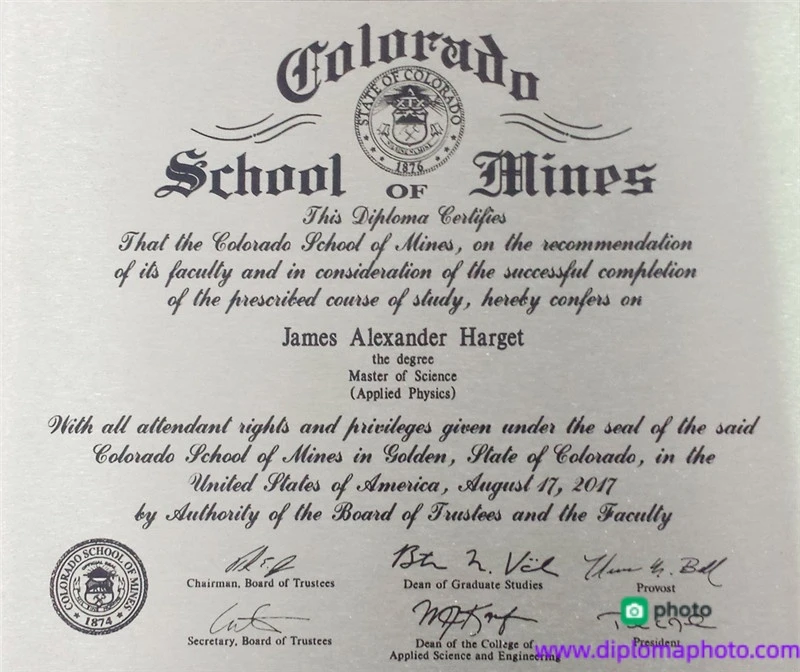 Colorado
STATE OF COLORADO
1876
School OF Mines
This Diploma Certifies
That the Colorado School of Mines, on the recommendation
of its faculty and in consideration of the successful completion
of the prescribed course of study, hereby confers on
James Alexander Harget
the degree
Master of Science
(Applied Physics)
With all attendant rights and privileges given under the seal of the said
Colorado School of Mines in Golden, State of Colorado, in the
United States of America, August 17, 2017
by Authority of the Board of Trustees and the Faculty
COLORADO SCHOOL OF MINES
1874
Chairman, Board of Trustees
Dean of Graduate Studies
Provost
photo
Secretary, Board of Trustees
Dean of the College of
Applied Science and Engineering
President
www.diplomaphoto.com